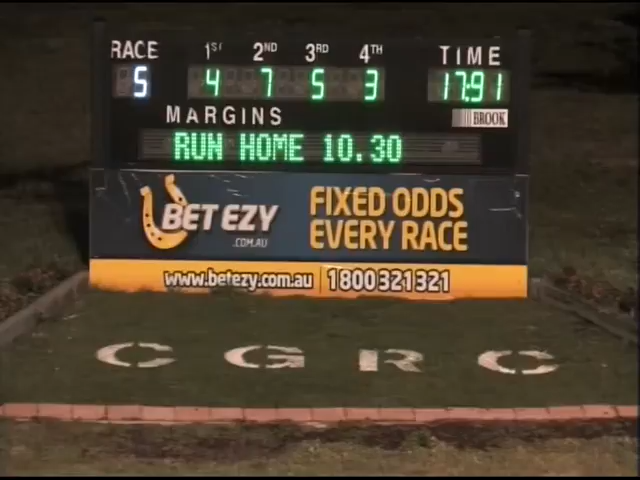 RACE 1ST 2ND 3RD 4TH TIME
5 4 7 5 3 17.91
MARGINS BROOK
RUN HOME 10.30
BET EZY
.COM.AU
FIXED ODDS
EVERY RACE
www.betezy.com.au 1800 321 321
CGRC